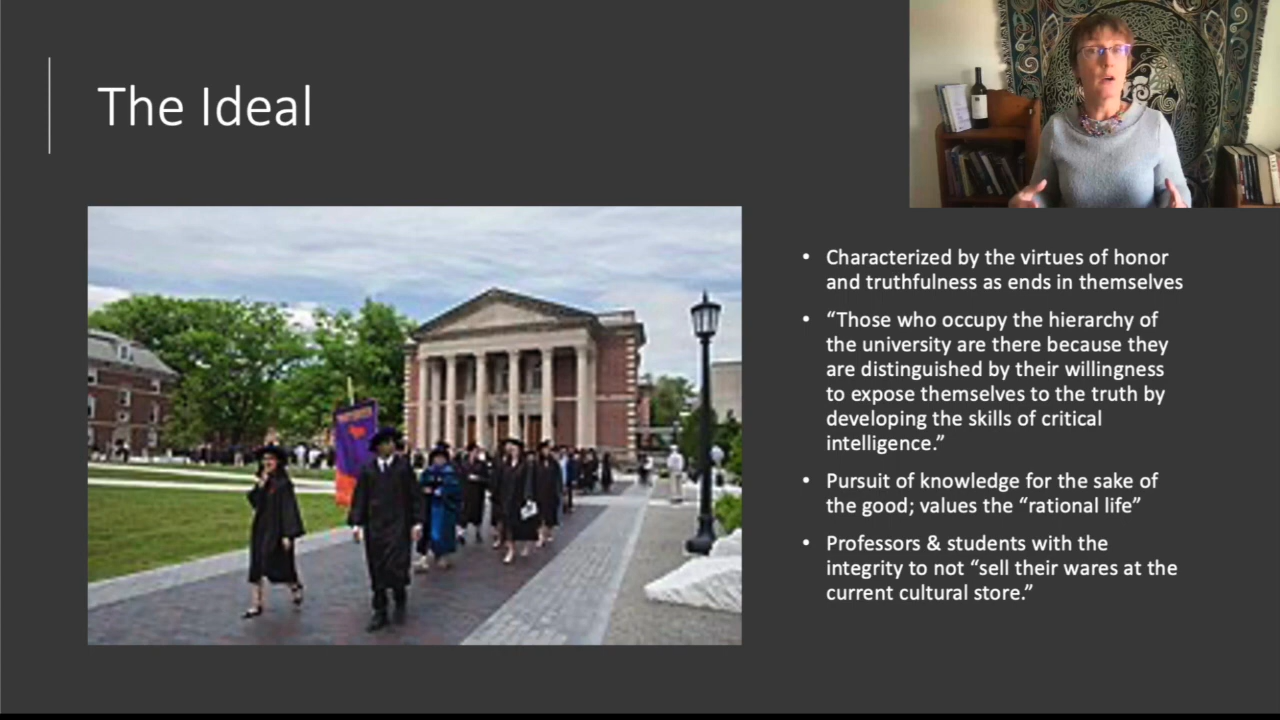 The Ideal
• Characterized by the virtues of honor
and truthfulness as ends in themselves
• “Those who occupy the hierarchy of
the university are there because they
are distinguished by their willingness
to expose themselves to the truth by
developing the skills of critical
intelligence.”
• Pursuit of knowledge for the sake of
the good; values the “rational life”
• Professors & students with the
integrity to not “sell their wares at the
current cultural store.”